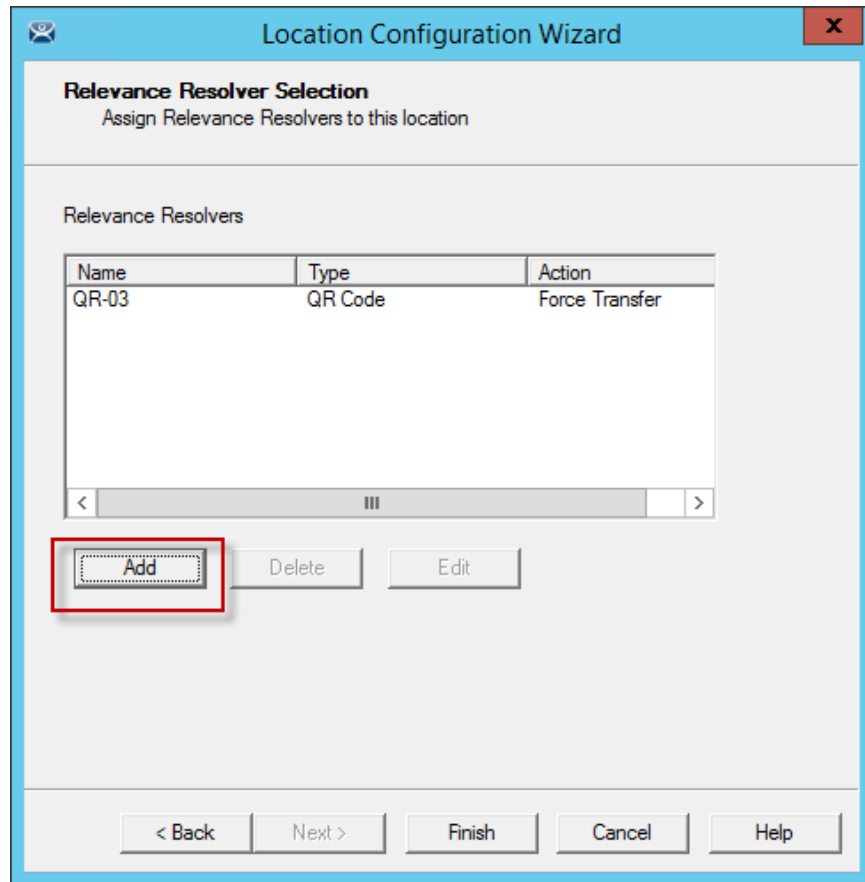 Location Configuration Wizard
x
Relevance Resolver Selection
Assign Relevance Resolvers to this location
Relevance Resolvers
Name Type Action
QR-03 QR Code Force Transfer
Add Delete Edit
< Back Next > Finish Cancel Help